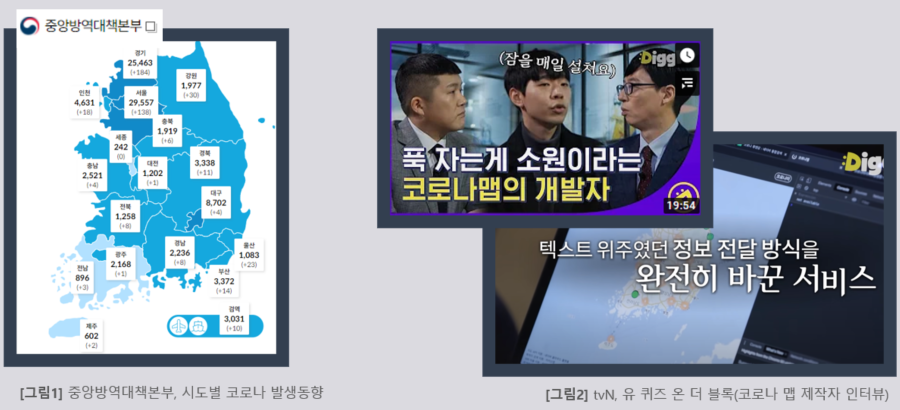 중앙방역대책본부
경기
25,463
(+184)
강원
1,977
(+30)
인천
4,631
(+18)
서울
29,557
(+138)
충북
1,919
(+6)
세종
242
(0)
대전
1,202
(+1)
경북
3,338
(+11)
충남
2,521
(+4)
대구
8,702
(+4)
전북
1,258
(+8)
경남
2,236
(+8)
울산
1,083
(+23)
광주
2,168
(+1)
전남
896
(+3)
부산
3,372
(+14)
검역
3,031
(+10)
제주
602
(+2)
[그림1] 중앙방역대책본부, 시도별 코로나 발생동향
(잠을 매일 설쳐요)
Digg
푹 자는게 소원이라는
코로나맵의 개발자
19:54
:Digg
텍스트 위주였던 정보 전달 방식을
완전히 바꾼 서비스
[그림2] tvN, 유 퀴즈 온 더 블록(코로나 맵 제작자 인터뷰)